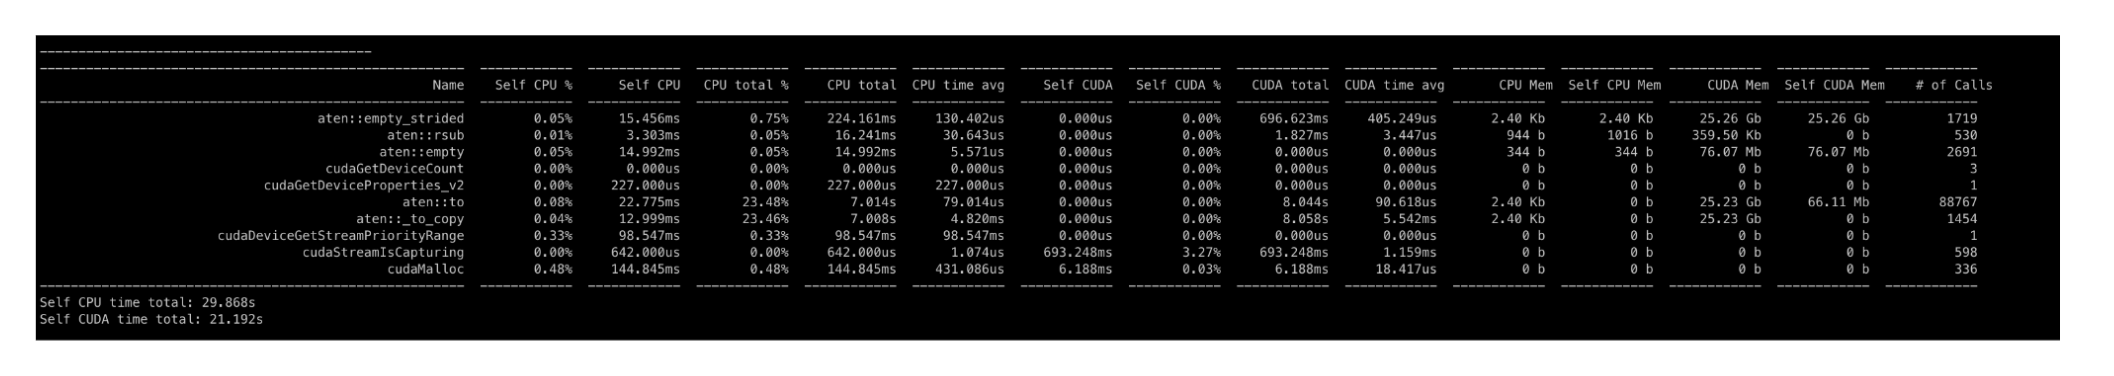 Name Self CPU % Self CPU CPU total % CPU total CPU time avg Self CUDA Self CUDA % CUDA total CUDA time avg CPU Mem Self CPU Mem CUDA Mem Self CUDA Mem # of Calls
aten::empty_strided 0.05% 15.456ms 0.75% 224.161ms 130.402us 0.000us 0.00% 696.623ms 405.249us 2.40 Kb 2.40 Kb 25.26 Gb 25.26 Gb 1719
aten::rsub 0.01% 3.303ms 0.05% 16.241ms 30.643us 0.000us 0.00% 1.827ms 3.447us 944 b 1016 b 359.50 Kb 0 b 530
aten::empty 0.05% 14.992ms 0.05% 14.992ms 5.571us 0.000us 0.00% 0.000us 0.000us 344 b 344 b 76.07 Mb 76.07 Mb 2691
cudaGetDeviceCount 0.00% 0.000us 0.00% 0.000us 0.000us 0.000us 0.00% 0.000us 0.000us 0 b 0 b 0 b 0 b 3
cudaGetDeviceProperties_v2 0.00% 227.000us 0.00% 227.000us 227.000us 0.000us 0.00% 0.000us 0.000us 0 b 0 b 0 b 0 b 1
aten::to 0.08% 22.775ms 23.48% 7.014s 79.014us 0.000us 0.00% 8.044s 90.618us 2.40 Kb 0 b 25.23 Gb 66.11 Mb 88767
aten::_to_copy 0.04% 12.999ms 23.46% 7.008s 4.820ms 0.000us 0.00% 8.058s 5.542ms 2.40 Kb 0 b 25.23 Gb 0 b 1454
cudaDeviceGetStreamPriorityRange 0.33% 98.547ms 0.33% 98.547ms 98.547ms 0.000us 0.00% 0.000us 0.000us 0 b 0 b 0 b 0 b 1
cudaStreamIsCapturing 0.00% 642.000us 0.00% 642.000us 1.074us 693.248ms 3.27% 693.248ms 1.159ms 0 b 0 b 0 b 0 b 598
cudaMalloc 0.48% 144.845ms 0.48% 144.845ms 431.086us 6.188ms 0.03% 6.188ms 18.417us 0 b 0 b 0 b 0 b 336
Self CPU time total: 29.868s
Self CUDA time total: 21.192s